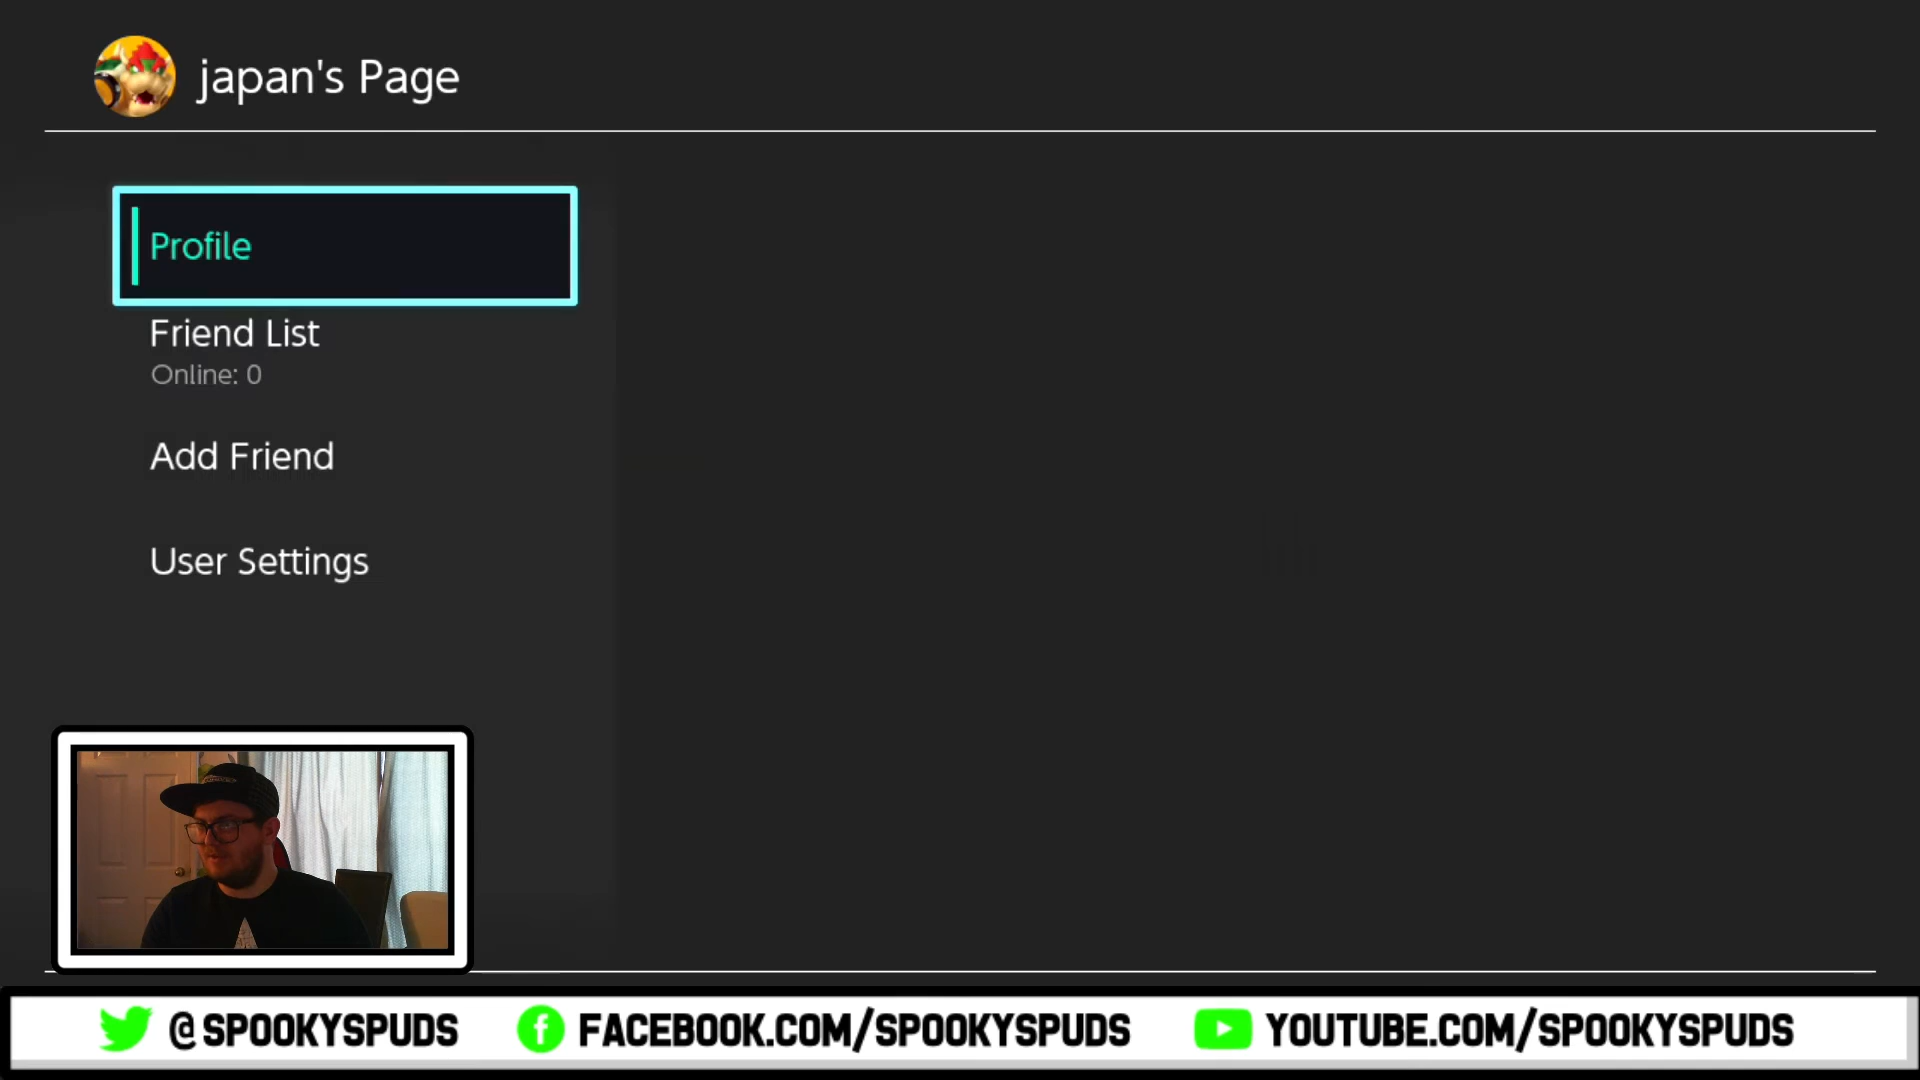 japan's Page
Profile
Friend List
Online: 0
Add Friend
User Settings
@SPOOKYSPUDS
FACEBOOK.COM/SPOOKYSPUDS
YOUTUBE.COM/SPOOKYSPUDS